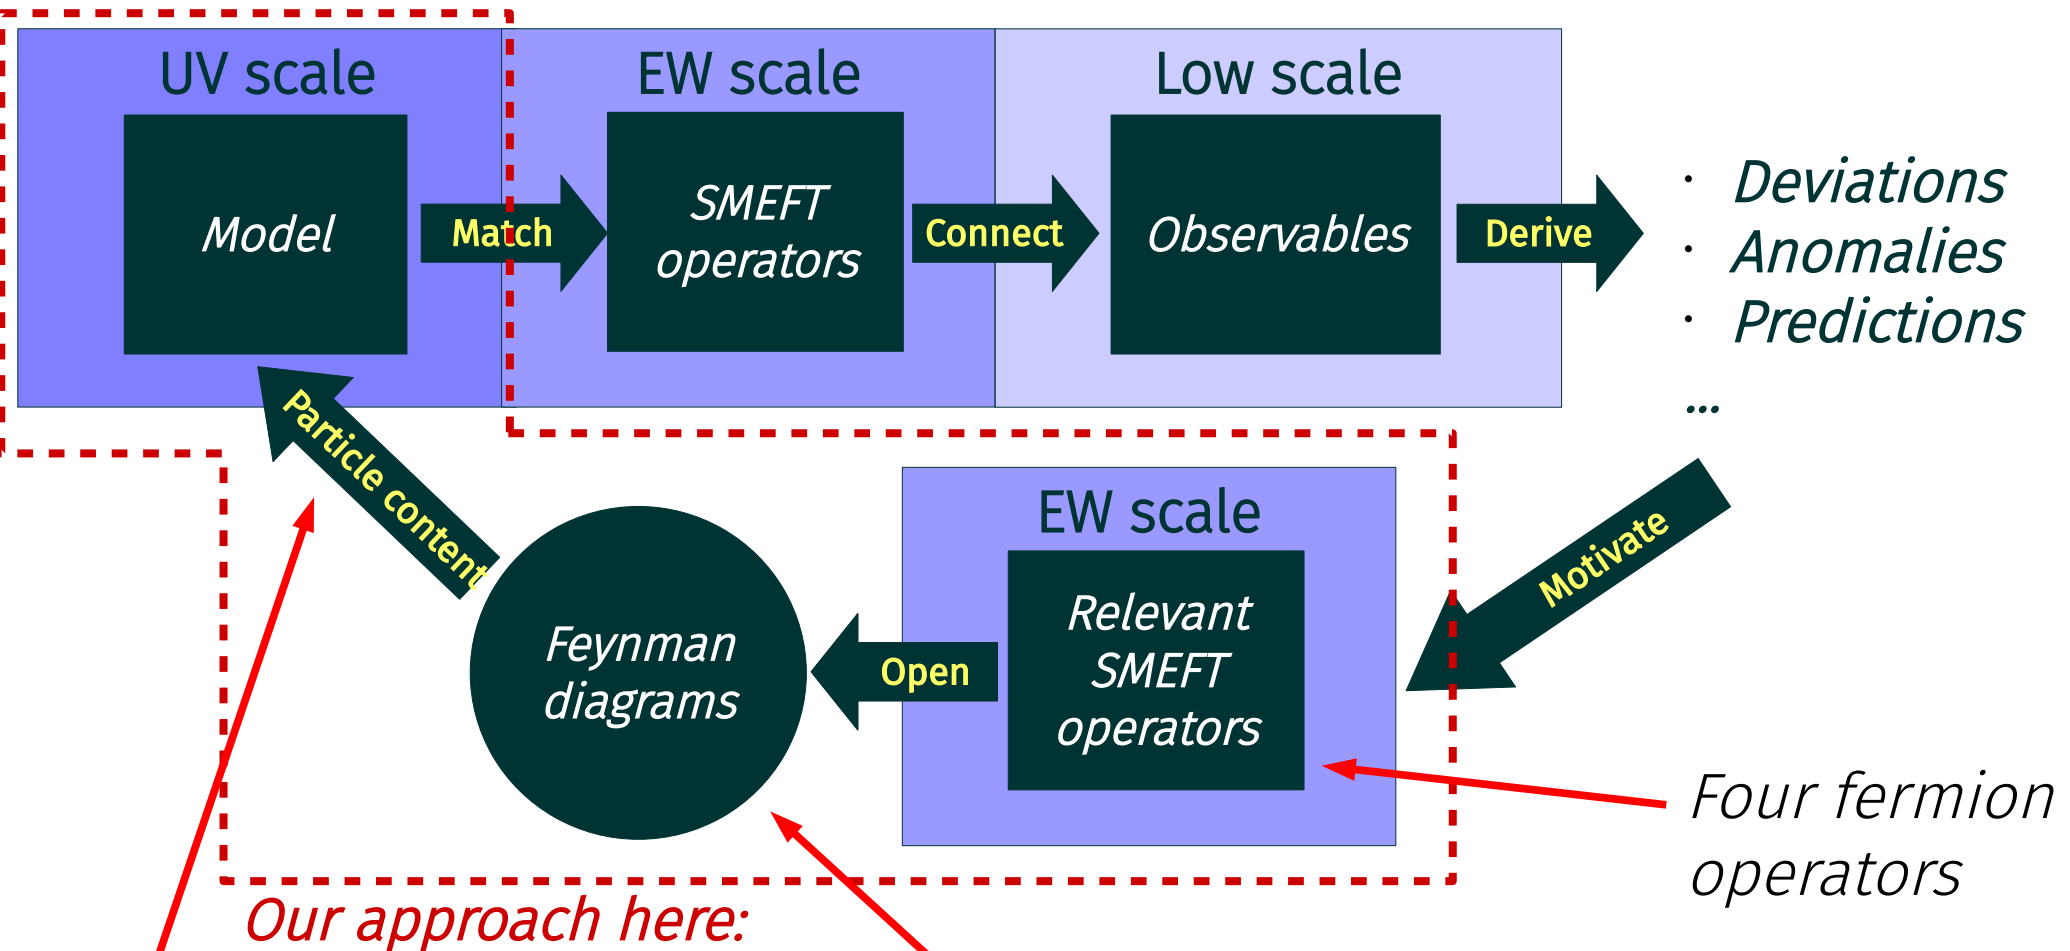 UV scale
EW scale
Low scale
Model
Match
SMEFT
operators
Connect
Observables
Derive
· Deviations
· Anomalies
· Predictions
...
Particle content
Feynman
diagrams
Open
EW scale
Relevant
SMEFT
operators
Motivate
Four fermion
operators
Our approach here: